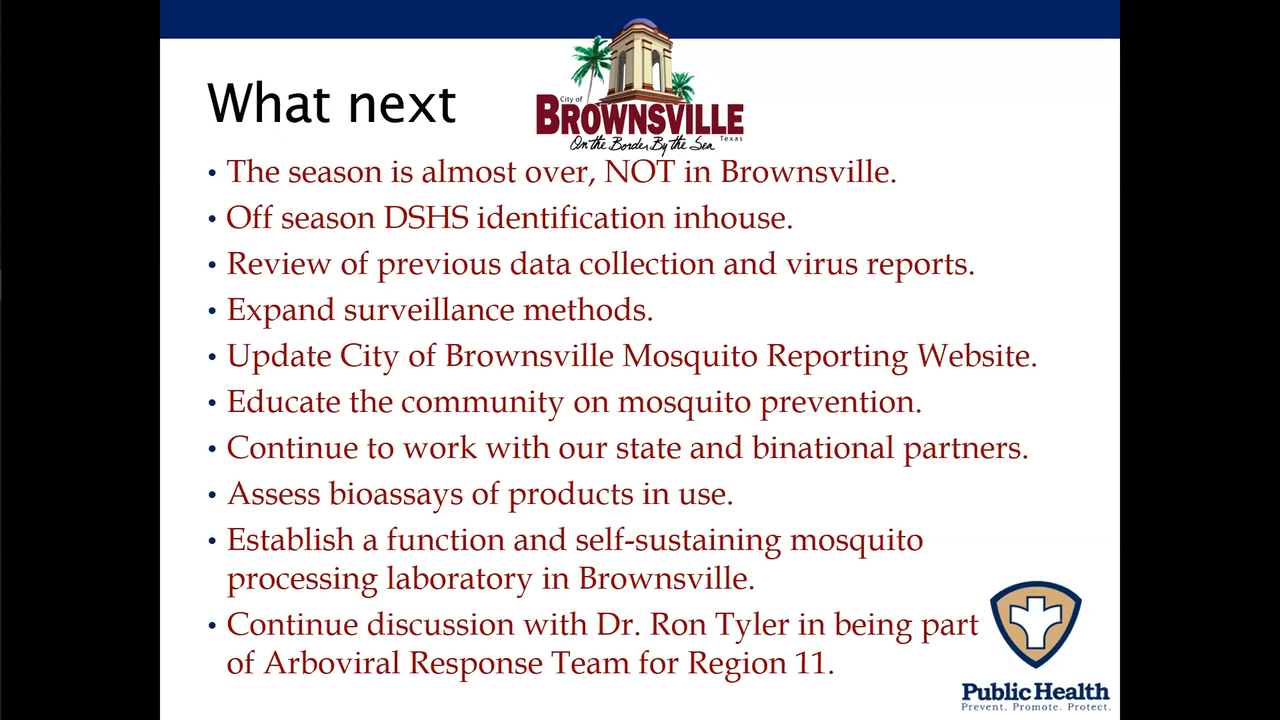 What next
City of
BROWNSVILLE
Texas
On the Border By the Sea
• The season is almost over, NOT in Brownsville.
• Off season DSHS identification inhouse.
• Review of previous data collection and virus reports.
• Expand surveillance methods.
• Update City of Brownsville Mosquito Reporting Website.
• Educate the community on mosquito prevention.
• Continue to work with our state and binational partners.
• Assess bioassays of products in use.
• Establish a function and self-sustaining mosquito
processing laboratory in Brownsville.
• Continue discussion with Dr. Ron Tyler in being part
of Arboviral Response Team for Region 11.
Public Health
Prevent. Promote. Protect.